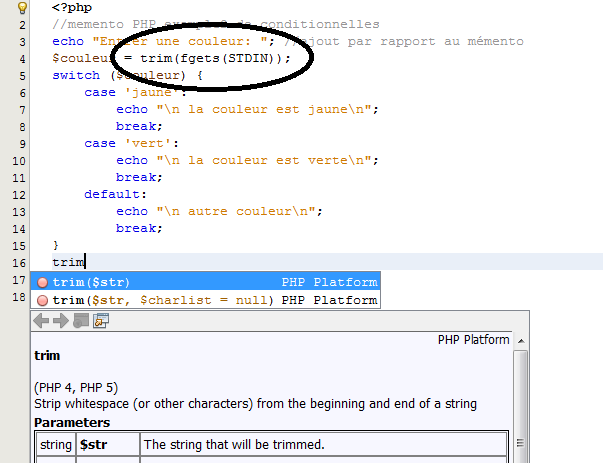 1 <?php
2 //memento PHP exemple2 de conditionnelles
3 echo "Entrer une couleur: "; //ajout par rapport au mémento
4 $couleur = trim(fgets(STDIN));
5 switch ($couleur) {
6 case 'jaune':
7 echo "\n la couleur est jaune\n";
8 break;
9 case 'vert':
10 echo "\n la couleur est verte\n";
11 break;
12 default:
13 echo "\n autre couleur\n";
14 break;
15 }
16 trim
17 trim($str) PHP Platform
18 trim($str, $charlist = null) PHP Platform
PHP Platform
trim
(PHP 4, PHP 5)
Strip whitespace (or other characters) from the beginning and end of a string
Parameters
string $str The string that will be trimmed.